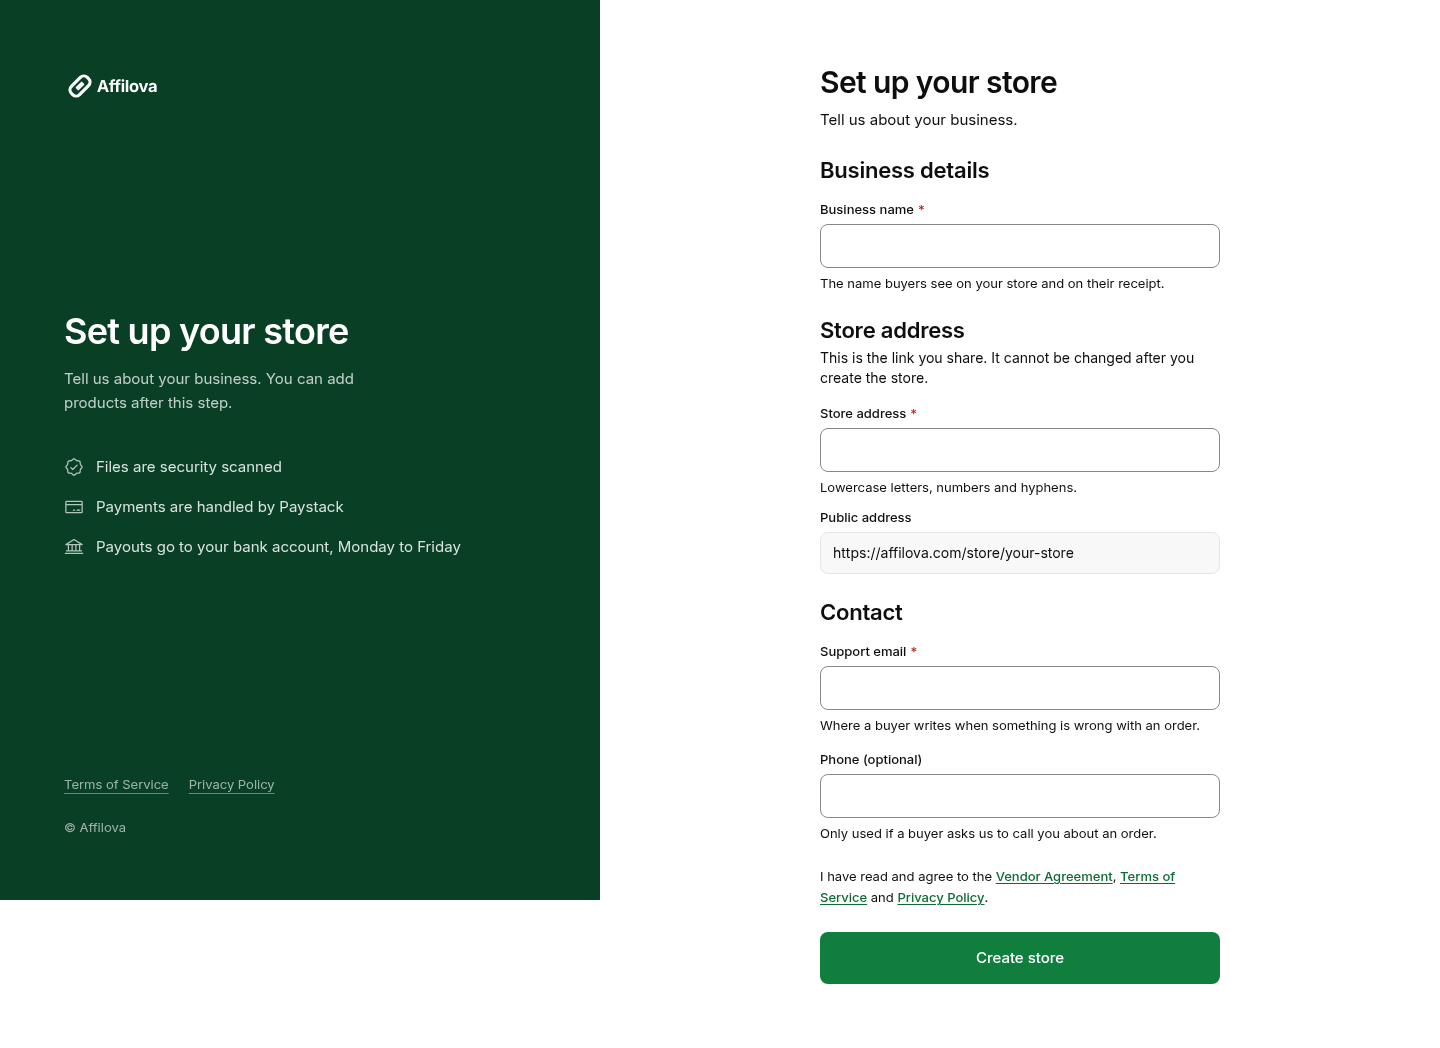 Affilova
Set up your store
Tell us about your business. You can add
products after this step.
Files are security scanned
Payments are handled by Paystack
Payouts go to your bank account, Monday to Friday
Terms of Service Privacy Policy
© Affilova
Set up your store
Tell us about your business.
Business details
Business name *
The name buyers see on your store and on their receipt.
Store address
This is the link you share. It cannot be changed after you
create the store.
Store address *
Lowercase letters, numbers and hyphens.
Public address
https://affilova.com/store/your-store
Contact
Support email *
Where a buyer writes when something is wrong with an order.
Phone (optional)
Only used if a buyer asks us to call you about an order.
I have read and agree to the Vendor Agreement, Terms of
Service and Privacy Policy.
Create store